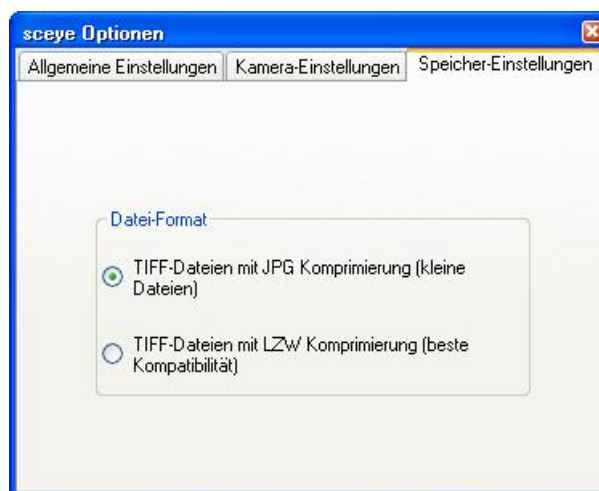 sceye Optionen
Allgemeine Einstellungen
Kamera-Einstellungen
Speicher-Einstellungen
Datei-Format
TIFF-Dateien mit JPG Komprimierung (kleine
Dateien)
TIFF-Dateien mit LZW Komprimierung (beste
Kompatibilität)